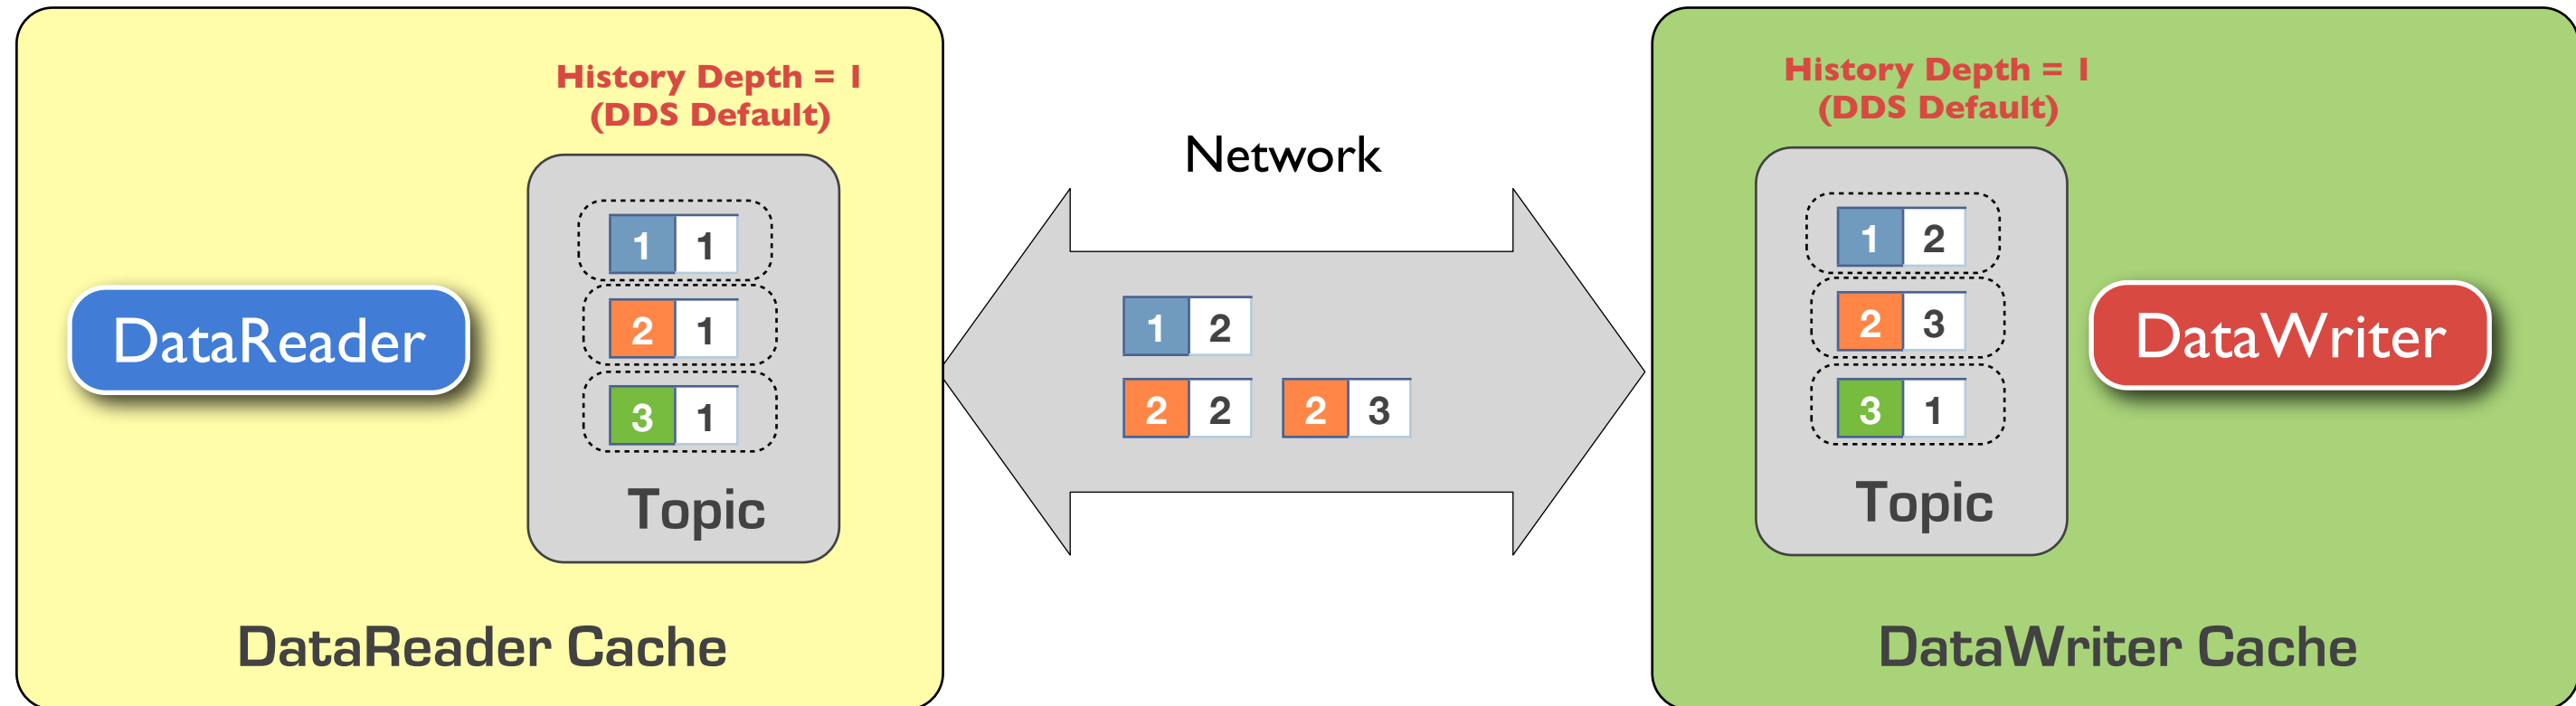 History Depth = 1
(DDS Default)
1 1
2 1
3 1
Topic
DataReader
DataReader Cache
Network
1 2
2 2 2 3
History Depth = 1
(DDS Default)
1 2
2 3
3 1
Topic
DataWriter
DataWriter Cache